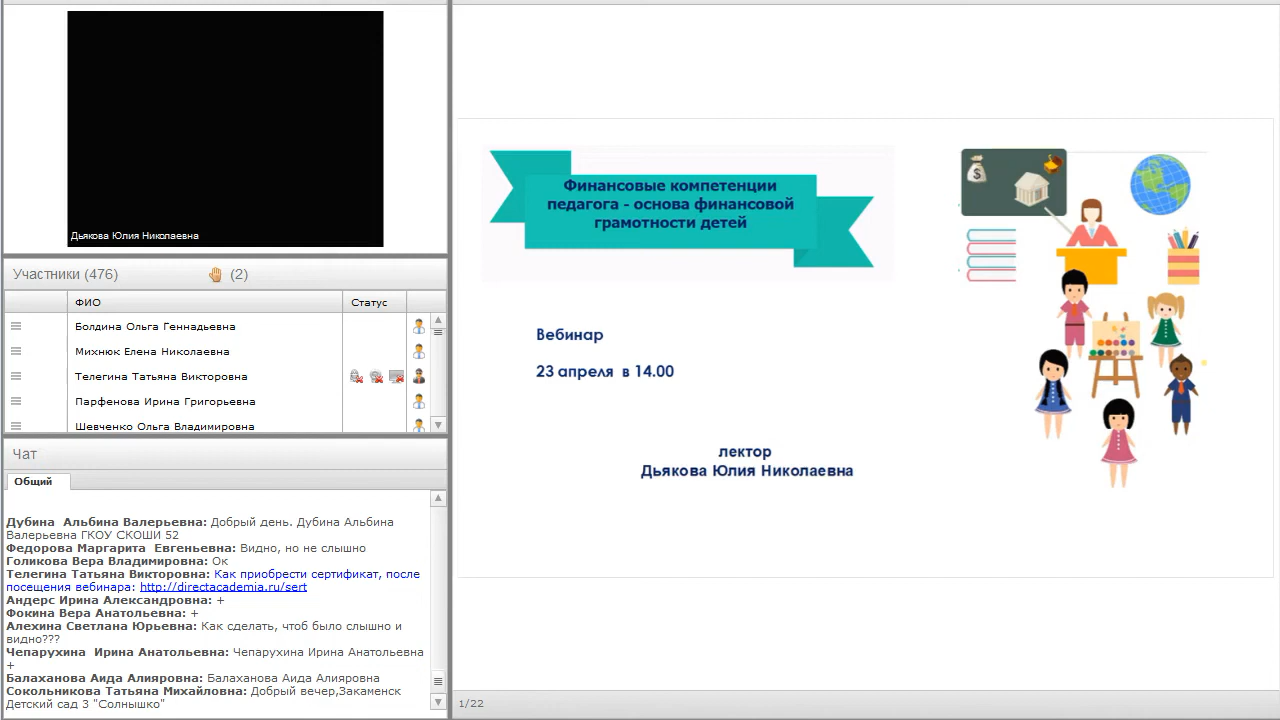 Дьякова Юлия Николаевна
Участники (476)
(2)
ФИО
Статус
Болдина Ольга Геннадьевна
Михнюк Елена Николаевна
Телегина Татьяна Викторовна
Парфенова Ирина Григорьевна
Шевченко Ольга Владимировна
Чат
Общий
Дубина Альбина Валерьевна: Добрый день. Дубина Альбина
Валерьевна ГКОУ СКОШИ 52
Федорова Маргарита Евгеньевна: Видно, но не слышно
Голикова Вера Владимировна: Ок
Телегина Татьяна Викторовна: Как приобрести сертификат, после
посещения вебинара: http://directacademia.ru/sert
Андерс Ирина Александровна: +
Фокина Вера Анатольевна: +
Алехина Светлана Юрьевна: Как сделать, чтоб было слышно и
видно???
Чепарухина Ирина Анатольевна: Чепарухина Ирина Анатольевна
+
Балаханова Аида Алияровна: Балаханова Аида Алияровна
Сокольникова Татьяна Михайловна: Добрый вечер,Закаменск
Детский сад 3 "Солнышко"
Финансовые компетенции
педагога - основа финансовой
грамотности детей
Вебинар
23 апреля в 14.00
лектор
Дьякова Юлия Николаевна
1/22